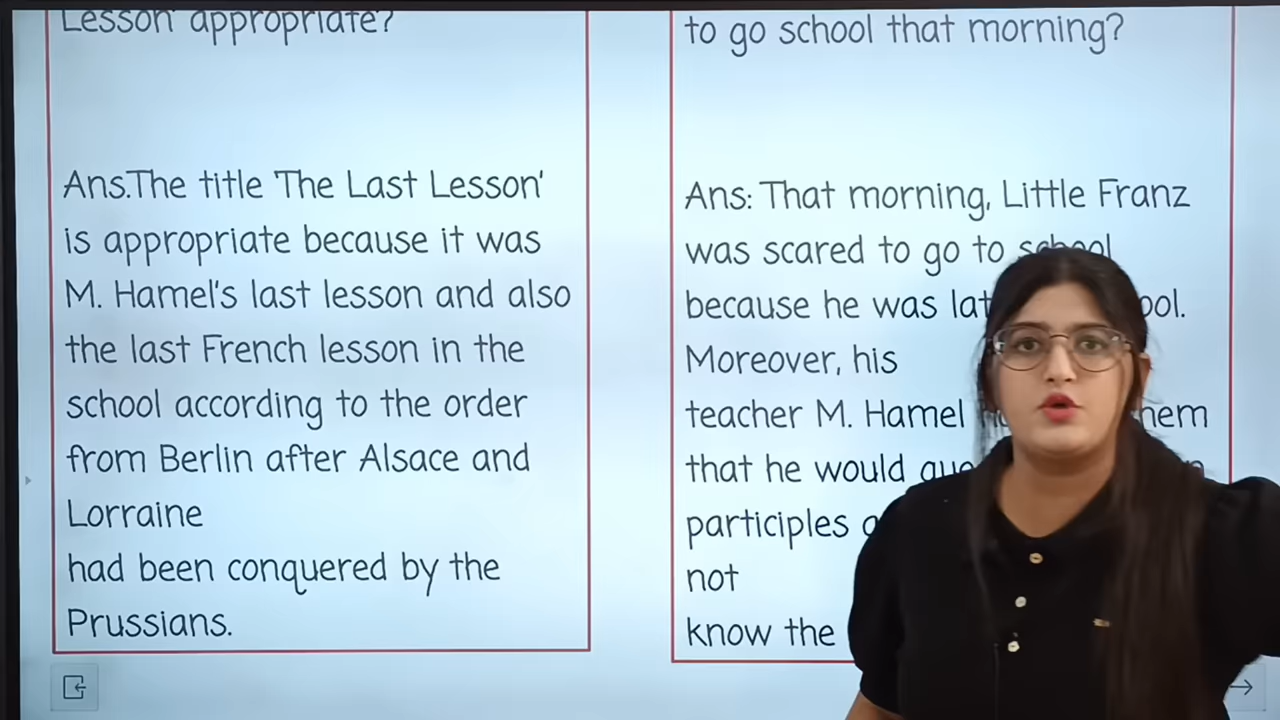 Lesson appropriate?
Ans.The title 'The Last Lesson'
is appropriate because it was
M. Hamel's last lesson and also
the last French lesson in the
school according to the order
from Berlin after Alsace and
Lorraine
had been conquered by the
Prussians.
to go school that morning?
Ans: That morning, Little Franz
was scared to go to school
because he was
Moreover, his
teacher M. Hamel
that he would
participles
not
know the